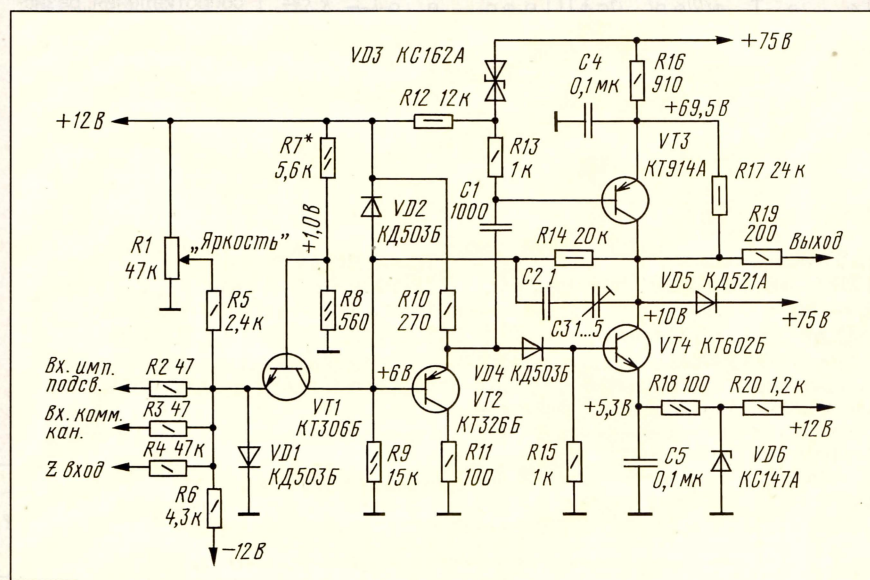 +75 В
VD3 КС162А
C4
0,1 мк
R16
910
R12 12 к
+69,5 В
+12 В
R7*
5,6 к
R13
1 к
VT3
КТ914А
R17 24 к
C1
1000
VD2
КД503Б
+1,0 В
R1
47 к
„Яркость”
R14 20 к
R19
200
Выход
R5
2,4 к
R8
560
R10
270
C2 1
C3 1...5
VD5 КД521А
+10 В
+75 В
Вх. имп.
подсв.
R2 47
+6 В
VD4 КД503Б
VT4 КТ602Б
Вх. комм.
кан.
R3 47
VT1
КТ306Б
VT2
КТ326Б
+5,3 В
R18 100
R20 1,2 к
+12 В
Z вход
R4 47 к
VD1
КД503Б
R9
15 к
R11
100
R15
1 к
C5
0,1 мк
VD6
КС147А
R6
4,3 к
−12 В